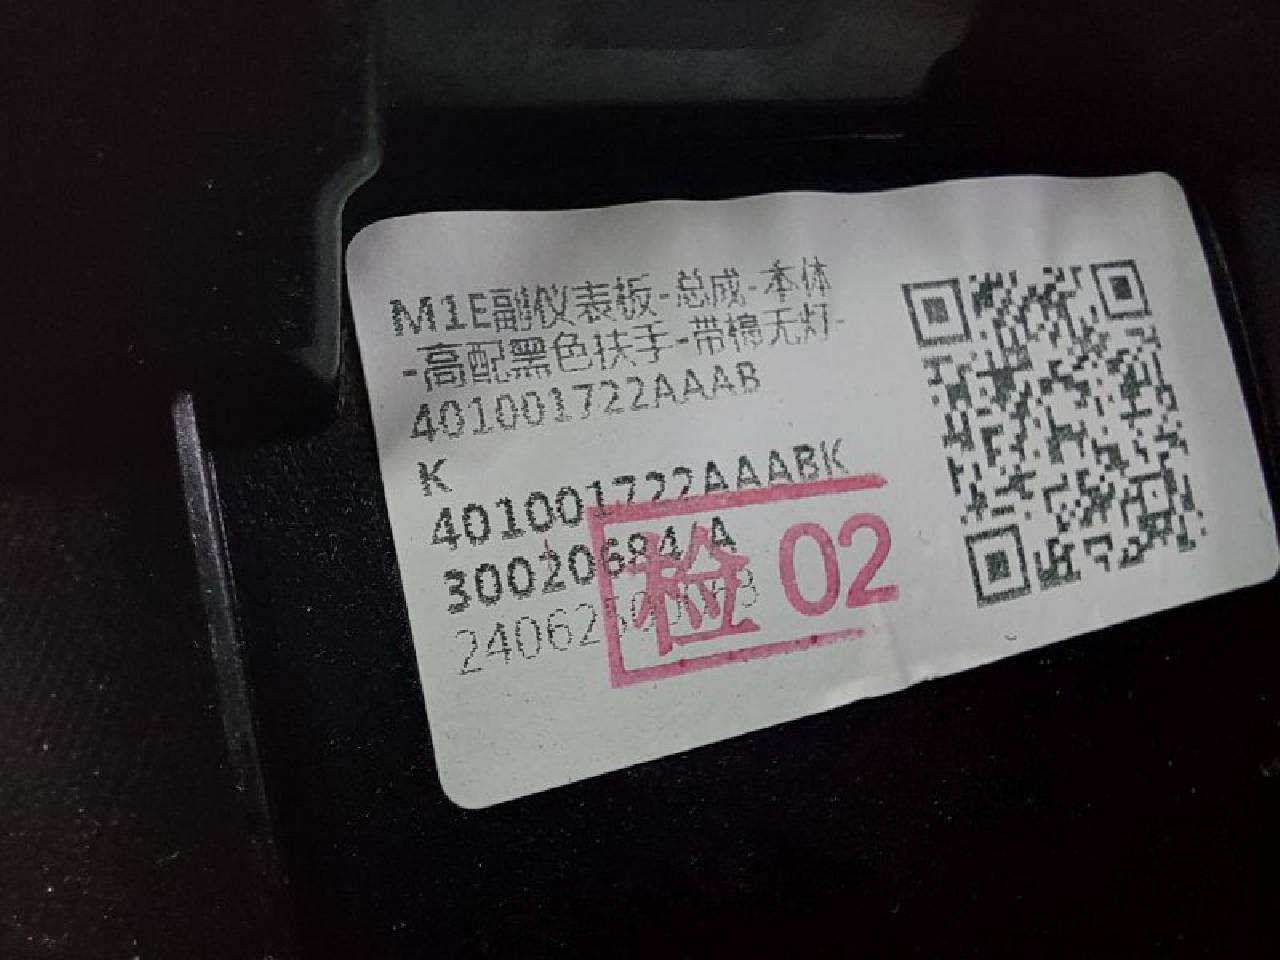 M1E副仪表板-总成-本体
-高配黑色扶手-带棉无灯-
401001722AAAB
K
401001722AAABK
30020684/A
检 02